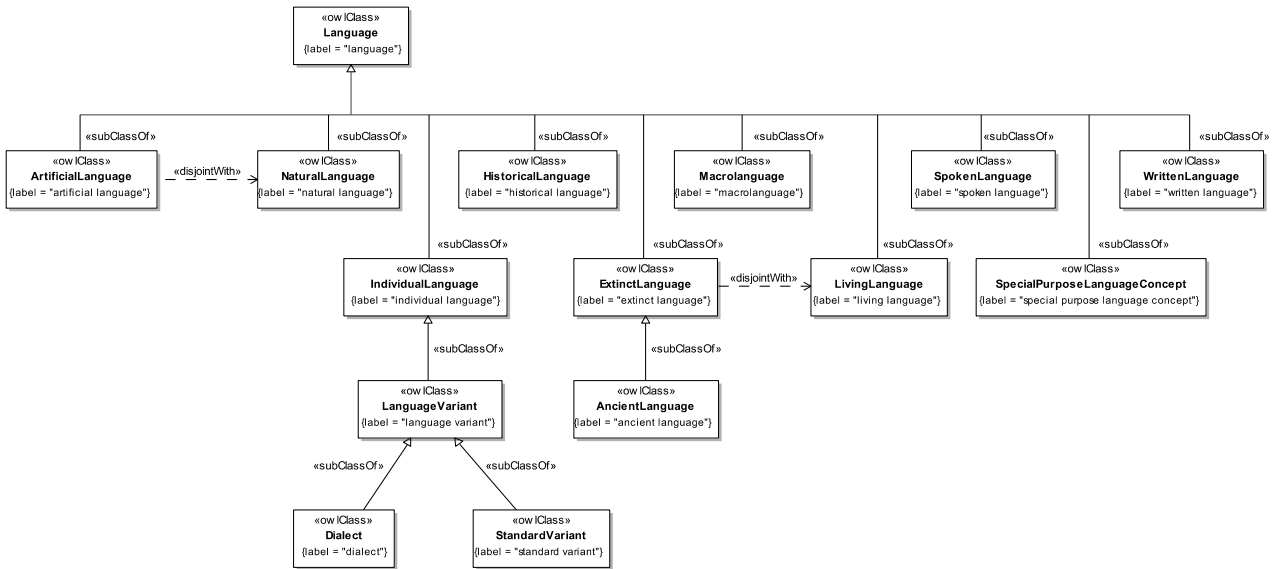 «owlClass»
Language
{label = "language"}
«subClassOf»
«subClassOf»
«subClassOf»
«subClassOf»
«subClassOf»
«subClassOf»
«owlClass»
ArtificialLanguage
{label = "artificial language"}
«disjointWith»
«owlClass»
NaturalLanguage
{label = "natural language"}
«owlClass»
HistoricalLanguage
{label = "historical language"}
«owlClass»
Macrolanguage
{label = "macrolanguage"}
«owlClass»
SpokenLanguage
{label = "spoken language"}
«owlClass»
WrittenLanguage
{label = "written language"}
«subClassOf»
«subClassOf»
«subClassOf»
«subClassOf»
«owlClass»
IndividualLanguage
{label = "individual language"}
«owlClass»
ExtinctLanguage
{label = "extinct language"}
«disjointWith»
«owlClass»
LivingLanguage
{label = "living language"}
«owlClass»
SpecialPurposeLanguageConcept
{label = "special purpose language concept"}
«subClassOf»
«subClassOf»
«owlClass»
LanguageVariant
{label = "language variant"}
«owlClass»
AncientLanguage
{label = "ancient language"}
«subClassOf»
«subClassOf»
«owlClass»
Dialect
{label = "dialect"}
«owlClass»
StandardVariant
{label = "standard variant"}